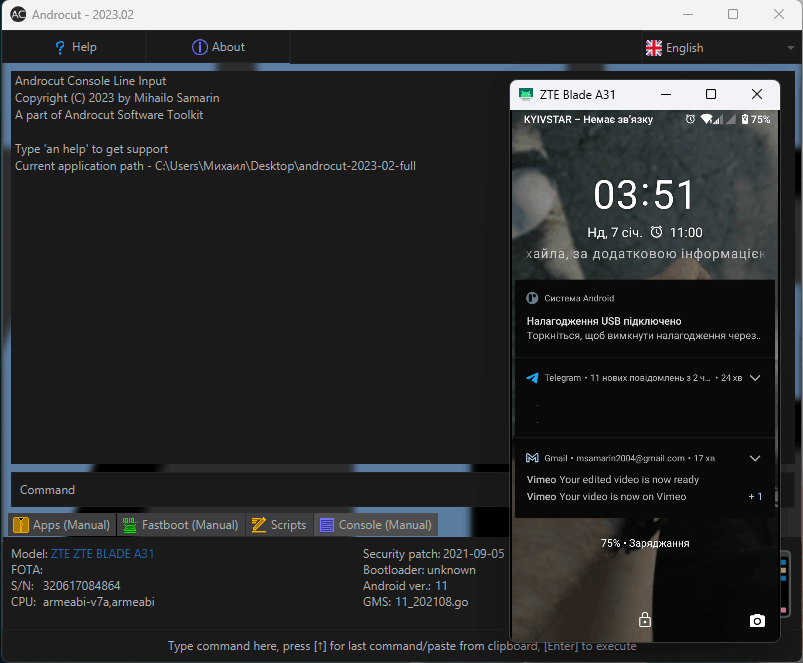 Androcut - 2023.02
Help
About
English
Androcut Console Line Input
Copyright (C) 2023 by Mihailo Samarin
A part of Androcut Software Toolkit
Type 'an help' to get support
Current application path - C:\Users\Михаил\Desktop\androcut-2023-02-full
Command
Apps (Manual)
Fastboot (Manual)
Scripts
Console (Manual)
Model: ZTE ZTE BLADE A31
FOTA:
S/N: 320617084864
CPU: armeabi-v7a,armeabi
Security patch: 2021-09-05
Bootloader: unknown
Android ver.: 11
GMS: 11_202108.go
Type command here, press [↑] for last command/paste from clipboard, [Enter] to execute
ZTE Blade A31
KYIVSTAR – Немає зв'язку
75%
03:51
Нд, 7 січ. 11:00
хайла, за додатковою інформацією
Система Android
Налагодження USB підключено
Торкніться, щоб вимкнути налагодження через..
Telegram • 11 нових повідомлень з 2 ч… • 24 хв
Gmail • msamarin2004@gmail.com • 17 хв
Vimeo Your edited video is now ready
Vimeo Your video is now on Vimeo
+ 1
75% • Заряджання